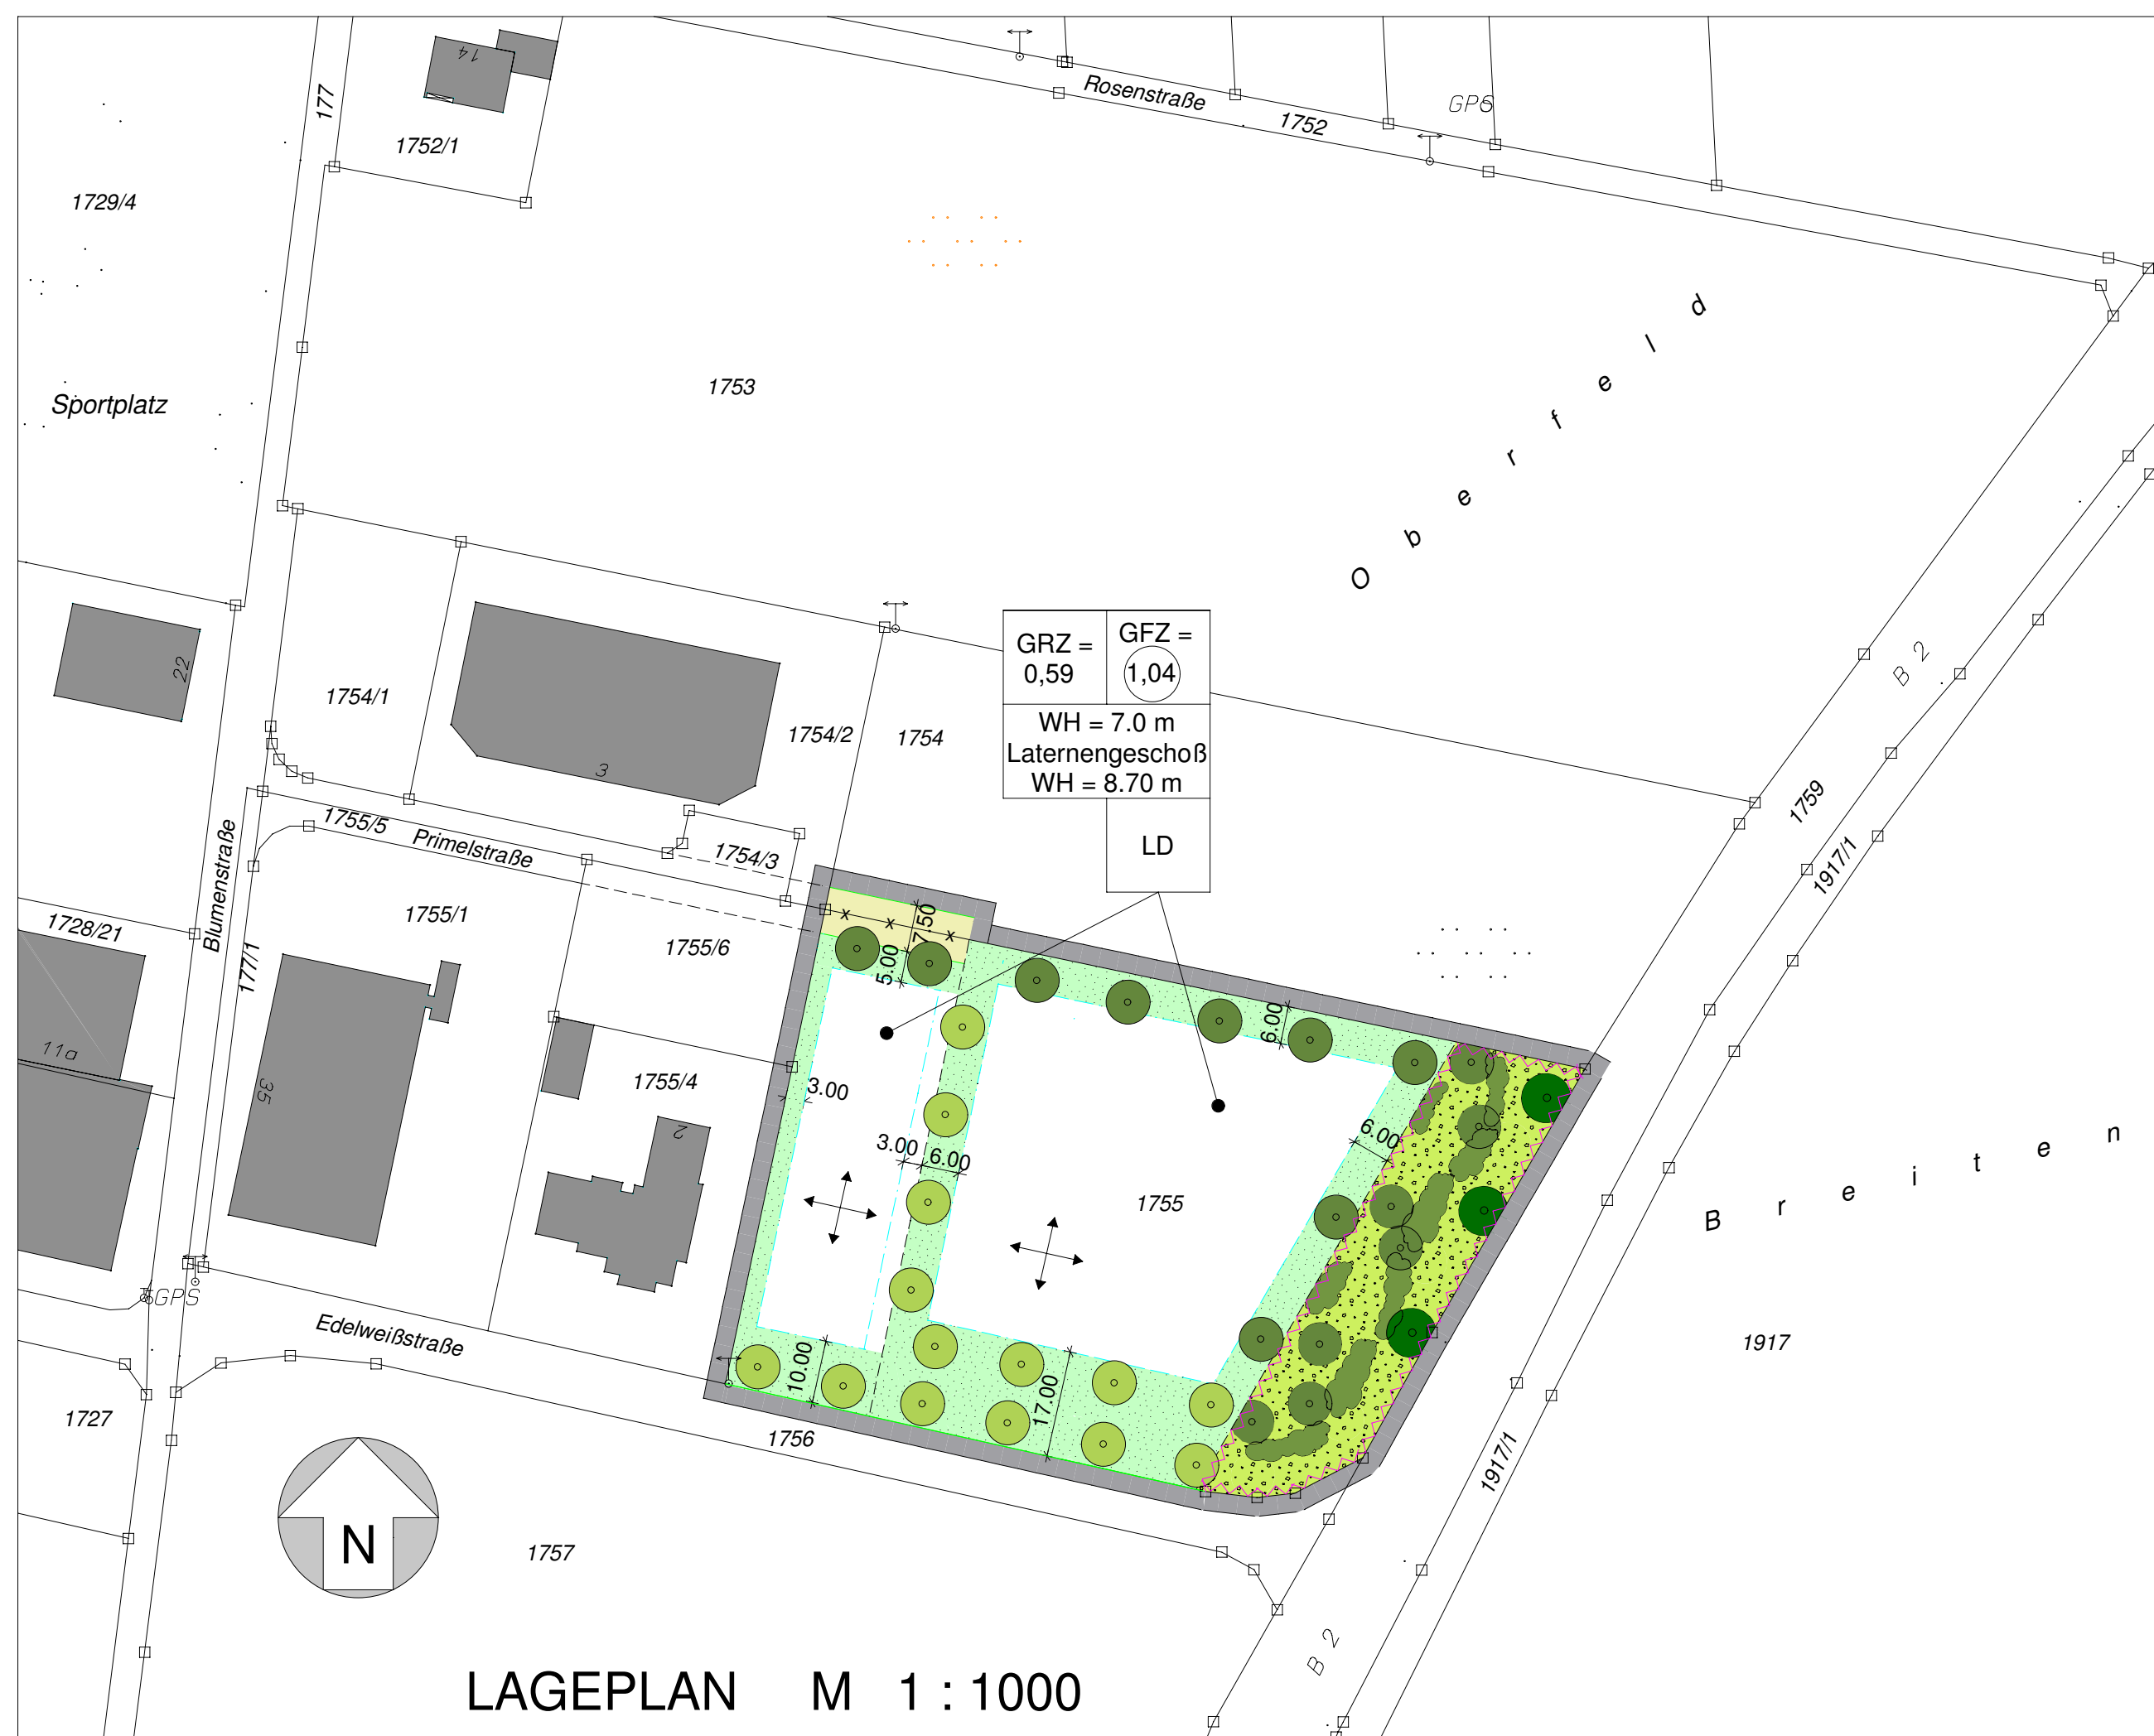 14
177
1752/1
1729/4
Rosenstraße
1752
GPS
Sportplatz
1753
Oberfeld
22
1754/1
3
1754/2
1754
GRZ =
0,59
GFZ =
1,04
WH = 7.0 m
Laternengeschoß
WH = 8.70 m
LD
B 2
1759
1917/1
1755/5
Primelstraße
1754/3
Blumenstraße
1728/21
177/1
1755/1
1755/6
11a
35
1755/4
2
7.50
5.00
6.00
3.00
3.00
6.00
6.00
1755
Breiten
GPS
Edelweißstraße
10.00
17.00
1917
1727
1756
1917/1
N
1757
B 2
LAGEPLAN M 1 : 1000